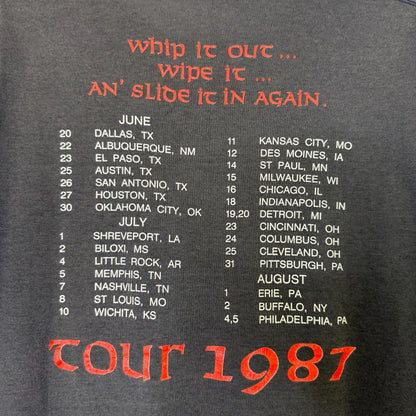 Whip it out...
Wipe it...
An' slide it in again.
JUNE
20 DALLAS, TX
22 ALBUQUERQUE, NM
23 EL PASO, TX
25 AUSTIN, TX
26 SAN ANTONIO, TX
27 HOUSTON, TX
30 OKLAHOMA CITY, OK
JULY
1 SHREVEPORT, LA
2 BILOXI, MS
4 LITTLE ROCK, AR
5 MEMPHIS, TN
7 NASHVILLE, TN
8 ST LOUIS, MO
10 WICHITA, KS
11 KANSAS CITY, MO
12 DES MOINES, IA
14 ST PAUL, MN
15 MILWAUKEE, WI
16 CHICAGO, IL
18 INDIANAPOLIS, IN
19,20 DETROIT, MI
23 CINCINNATI, OH
24 COLUMBUS, OH
25 CLEVELAND, OH
31 PITTSBURGH, PA
AUGUST
1 ERIE, PA
2 BUFFALO, NY
4,5 PHILADELPHIA, PA
TOUR 1987